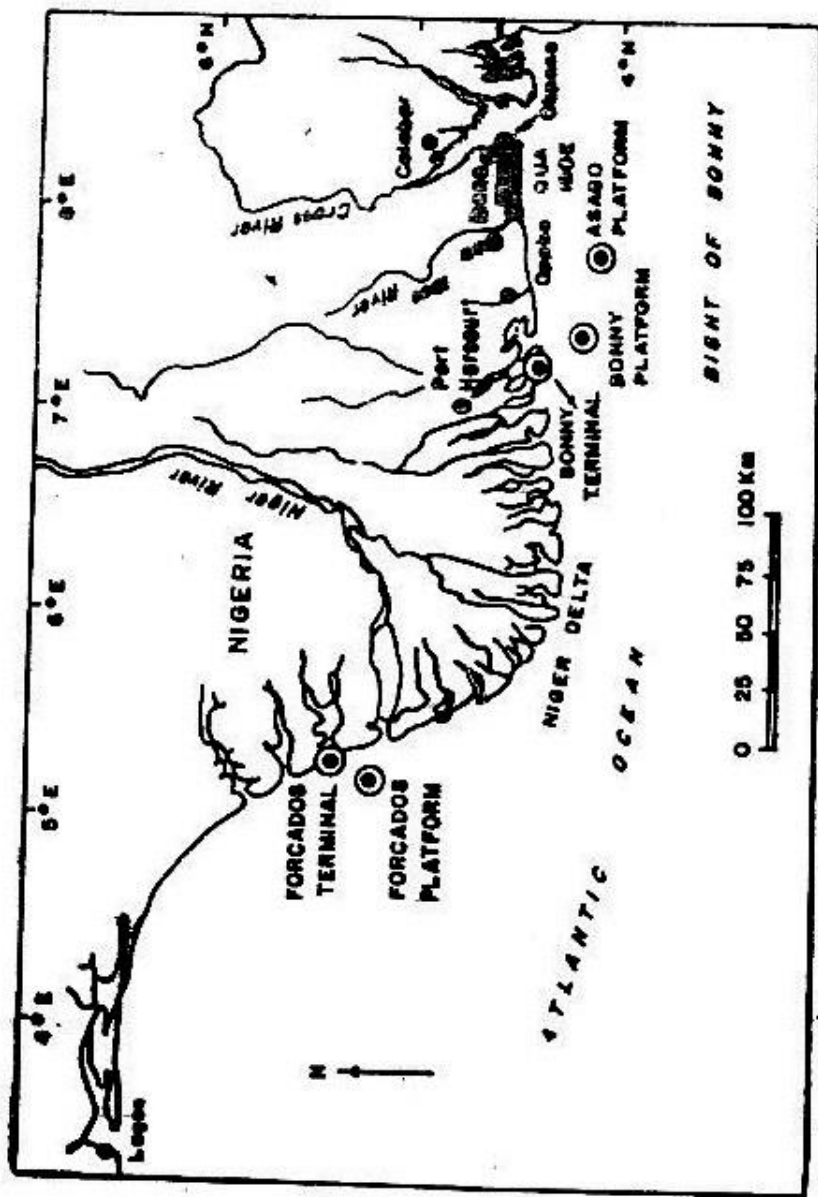 4°E
5°E
6°E
7°E
8°E
6°N
4°N
Lagos
NIGERIA
Niger
River
Cross River
River
Calabar
Port
Harcourt
Opobo
QUA
IBOE
FORCADOS
TERMINAL
FORCADOS
PLATFORM
BONNY
TERMINAL
BONNY
PLATFORM
ASABO
PLATFORM
NIGER DELTA
ATLANTIC
OCEAN
BIGHT OF BONNY
N
0 25 50 75 100 Km